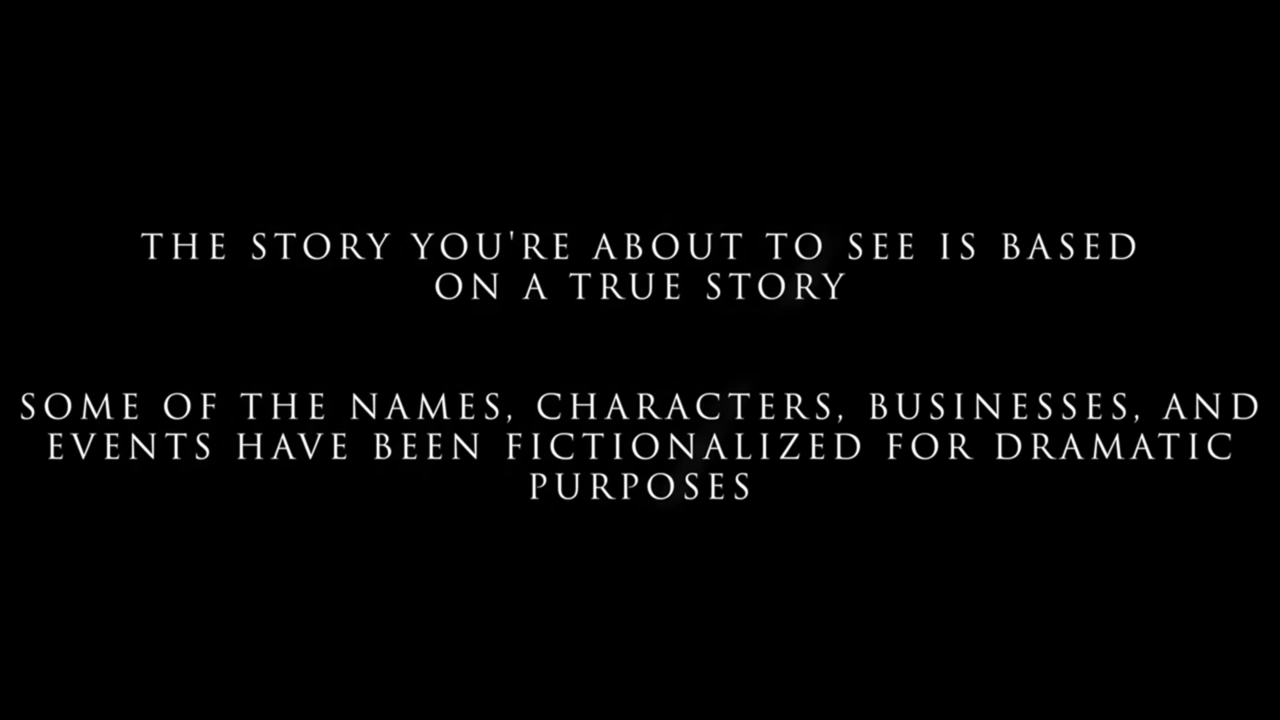 THE STORY YOU'RE ABOUT TO SEE IS BASED
ON A TRUE STORY
SOME OF THE NAMES, CHARACTERS, BUSINESSES, AND
EVENTS HAVE BEEN FICTIONALIZED FOR DRAMATIC
PURPOSES